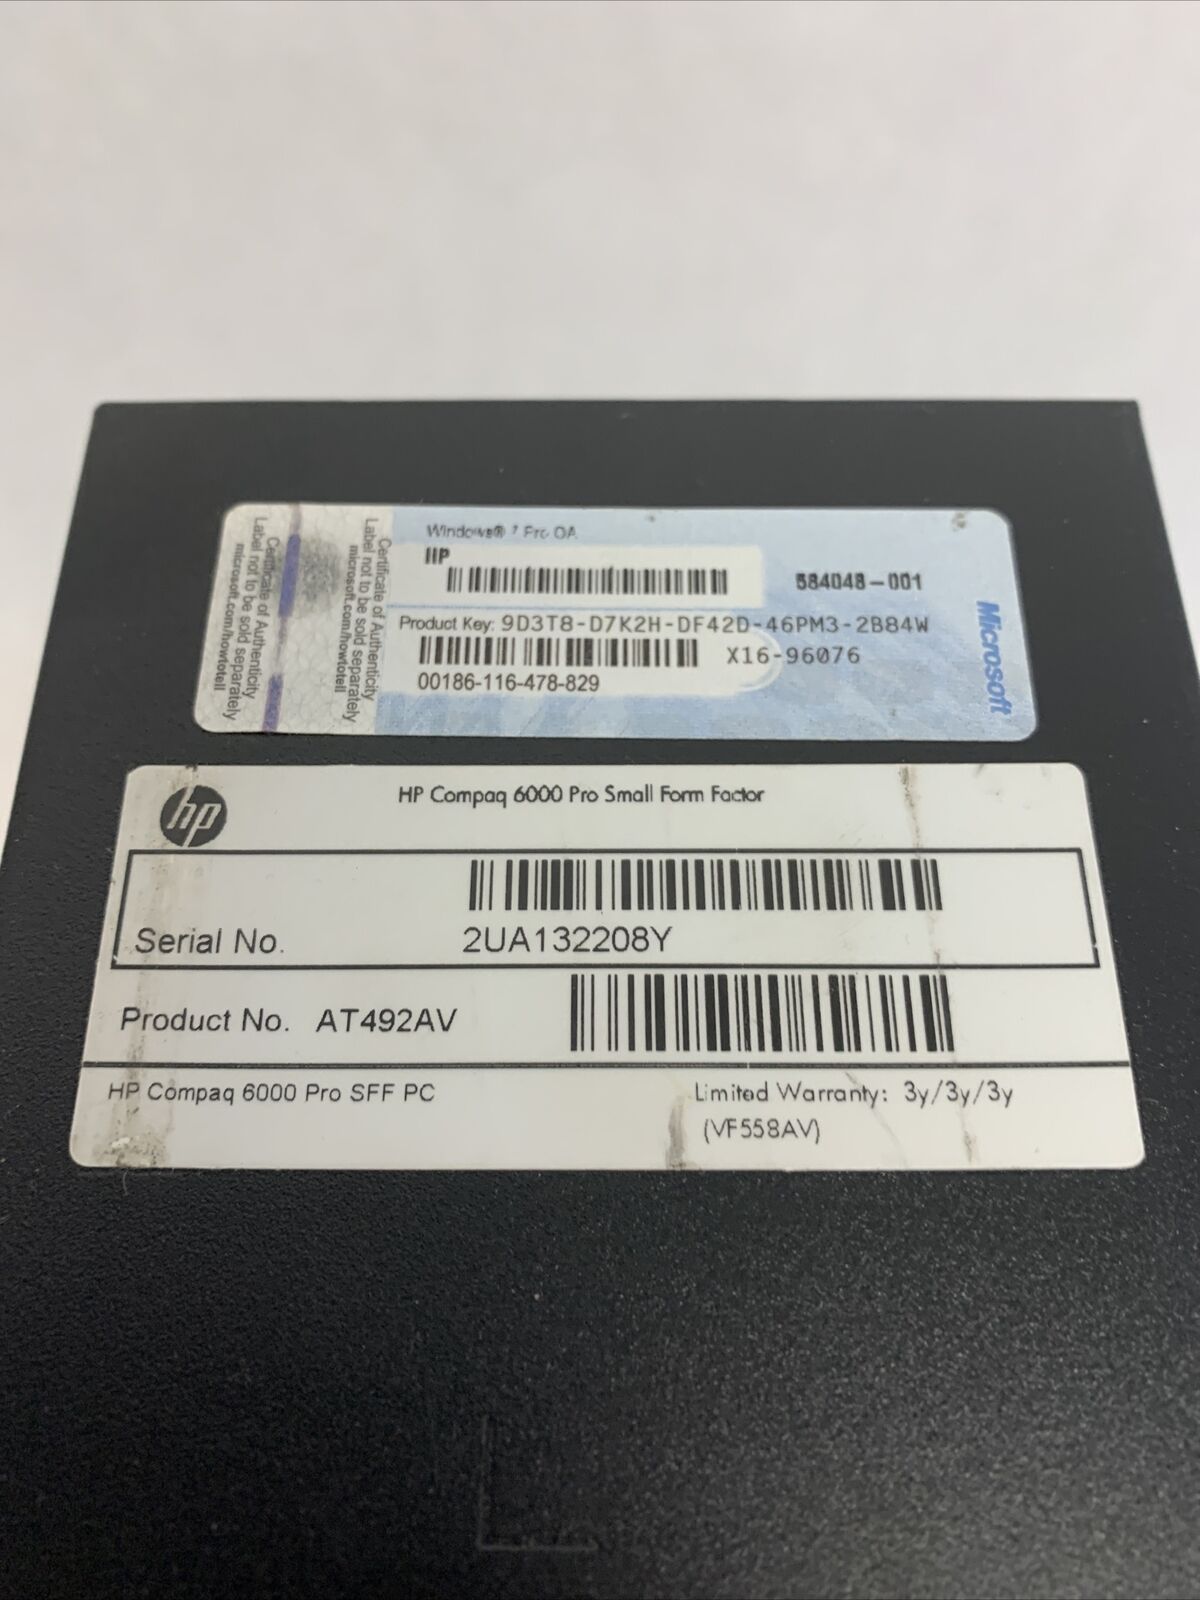 Certificate of Authenticity
Label not to be sold separately
microsoft.com/howtotell
Certificate of Authenticity
Label not to be sold separately
microsoft.com/howtotell
Windows® 7 Pro OA
HP
584048-001
Product Key: 9D3T8-D7K2H-DF42D-46PM3-2B84W
X16-96076
00186-116-478-829
Microsoft
hp
HP Compaq 6000 Pro Small Form Factor
Serial No. 2UA132208Y
Product No. AT492AV
HP Compaq 6000 Pro SFF PC
Limited Warranty: 3y/3y/3y
(VF558AV)